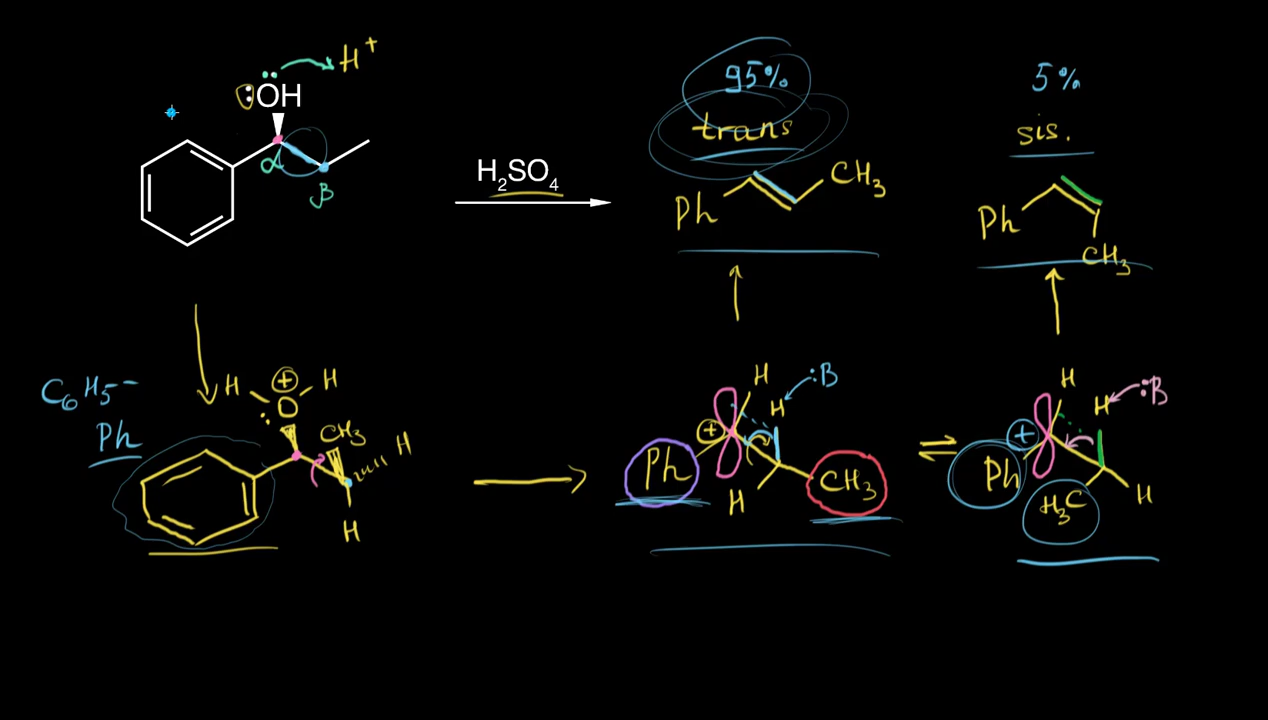 H⁺
:ÖH
α
β
H₂SO₄
95%
trans
Ph
CH₃
5%
sis.
Ph
CH₃
C₆H₅–
Ph
H
⊕
H
:O
CH₃
H
H
H
:B
H
⊕
Ph
H
CH₃
H
:B
H
⊕
Ph
H₃C
H